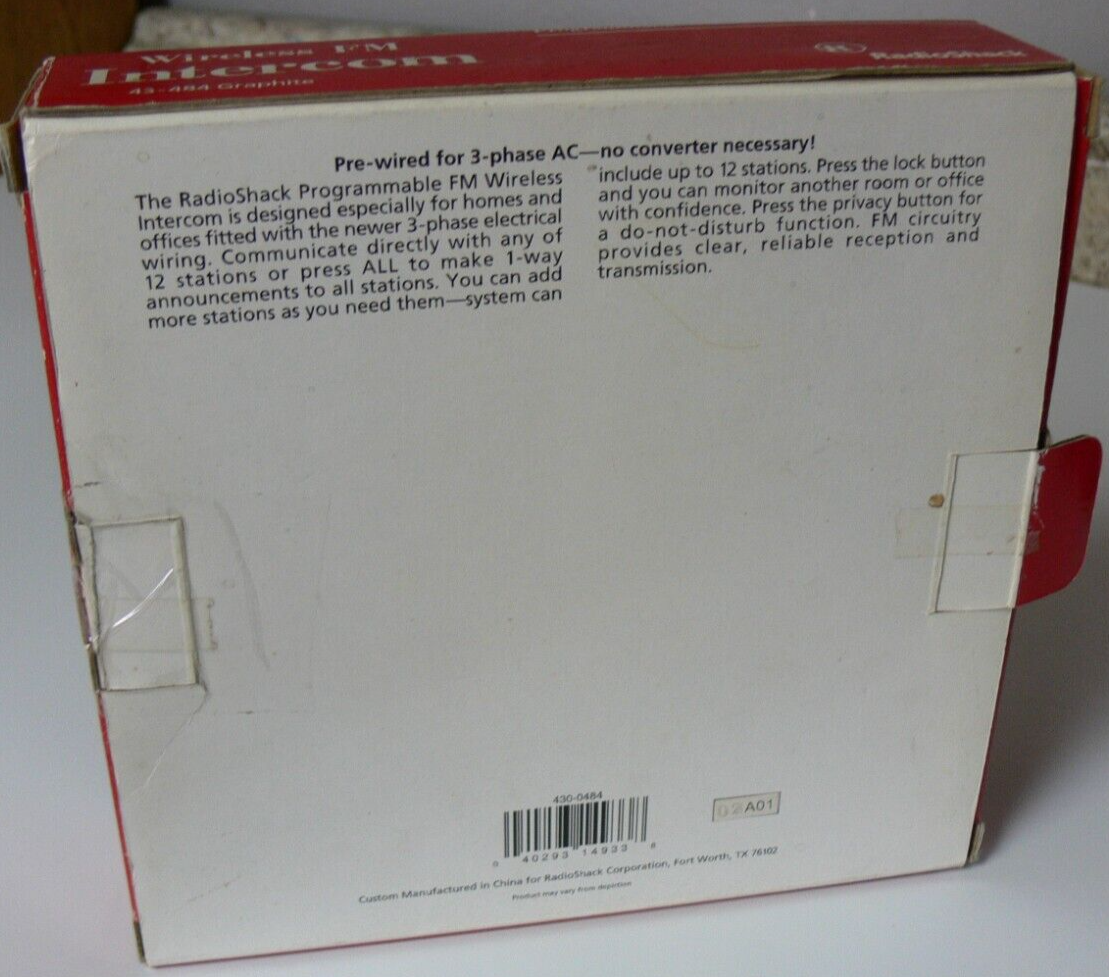 Wireless FM
Intercom
43-484 Graphite
RadioShack
Pre-wired for 3-phase AC—no converter necessary!
The RadioShack Programmable FM Wireless
Intercom is designed especially for homes and
offices fitted with the newer 3-phase electrical
wiring. Communicate directly with any of
12 stations or press ALL to make 1-way
announcements to all stations. You can add
more stations as you need them—system can
include up to 12 stations. Press the lock button
and you can monitor another room or office
with confidence. Press the privacy button for
a do-not-disturb function. FM circuitry
provides clear, reliable reception and
transmission.
430-0484
0 40293 14933 8
02A01
Custom Manufactured in China for RadioShack Corporation, Fort Worth, TX 76102
Product may vary from depiction